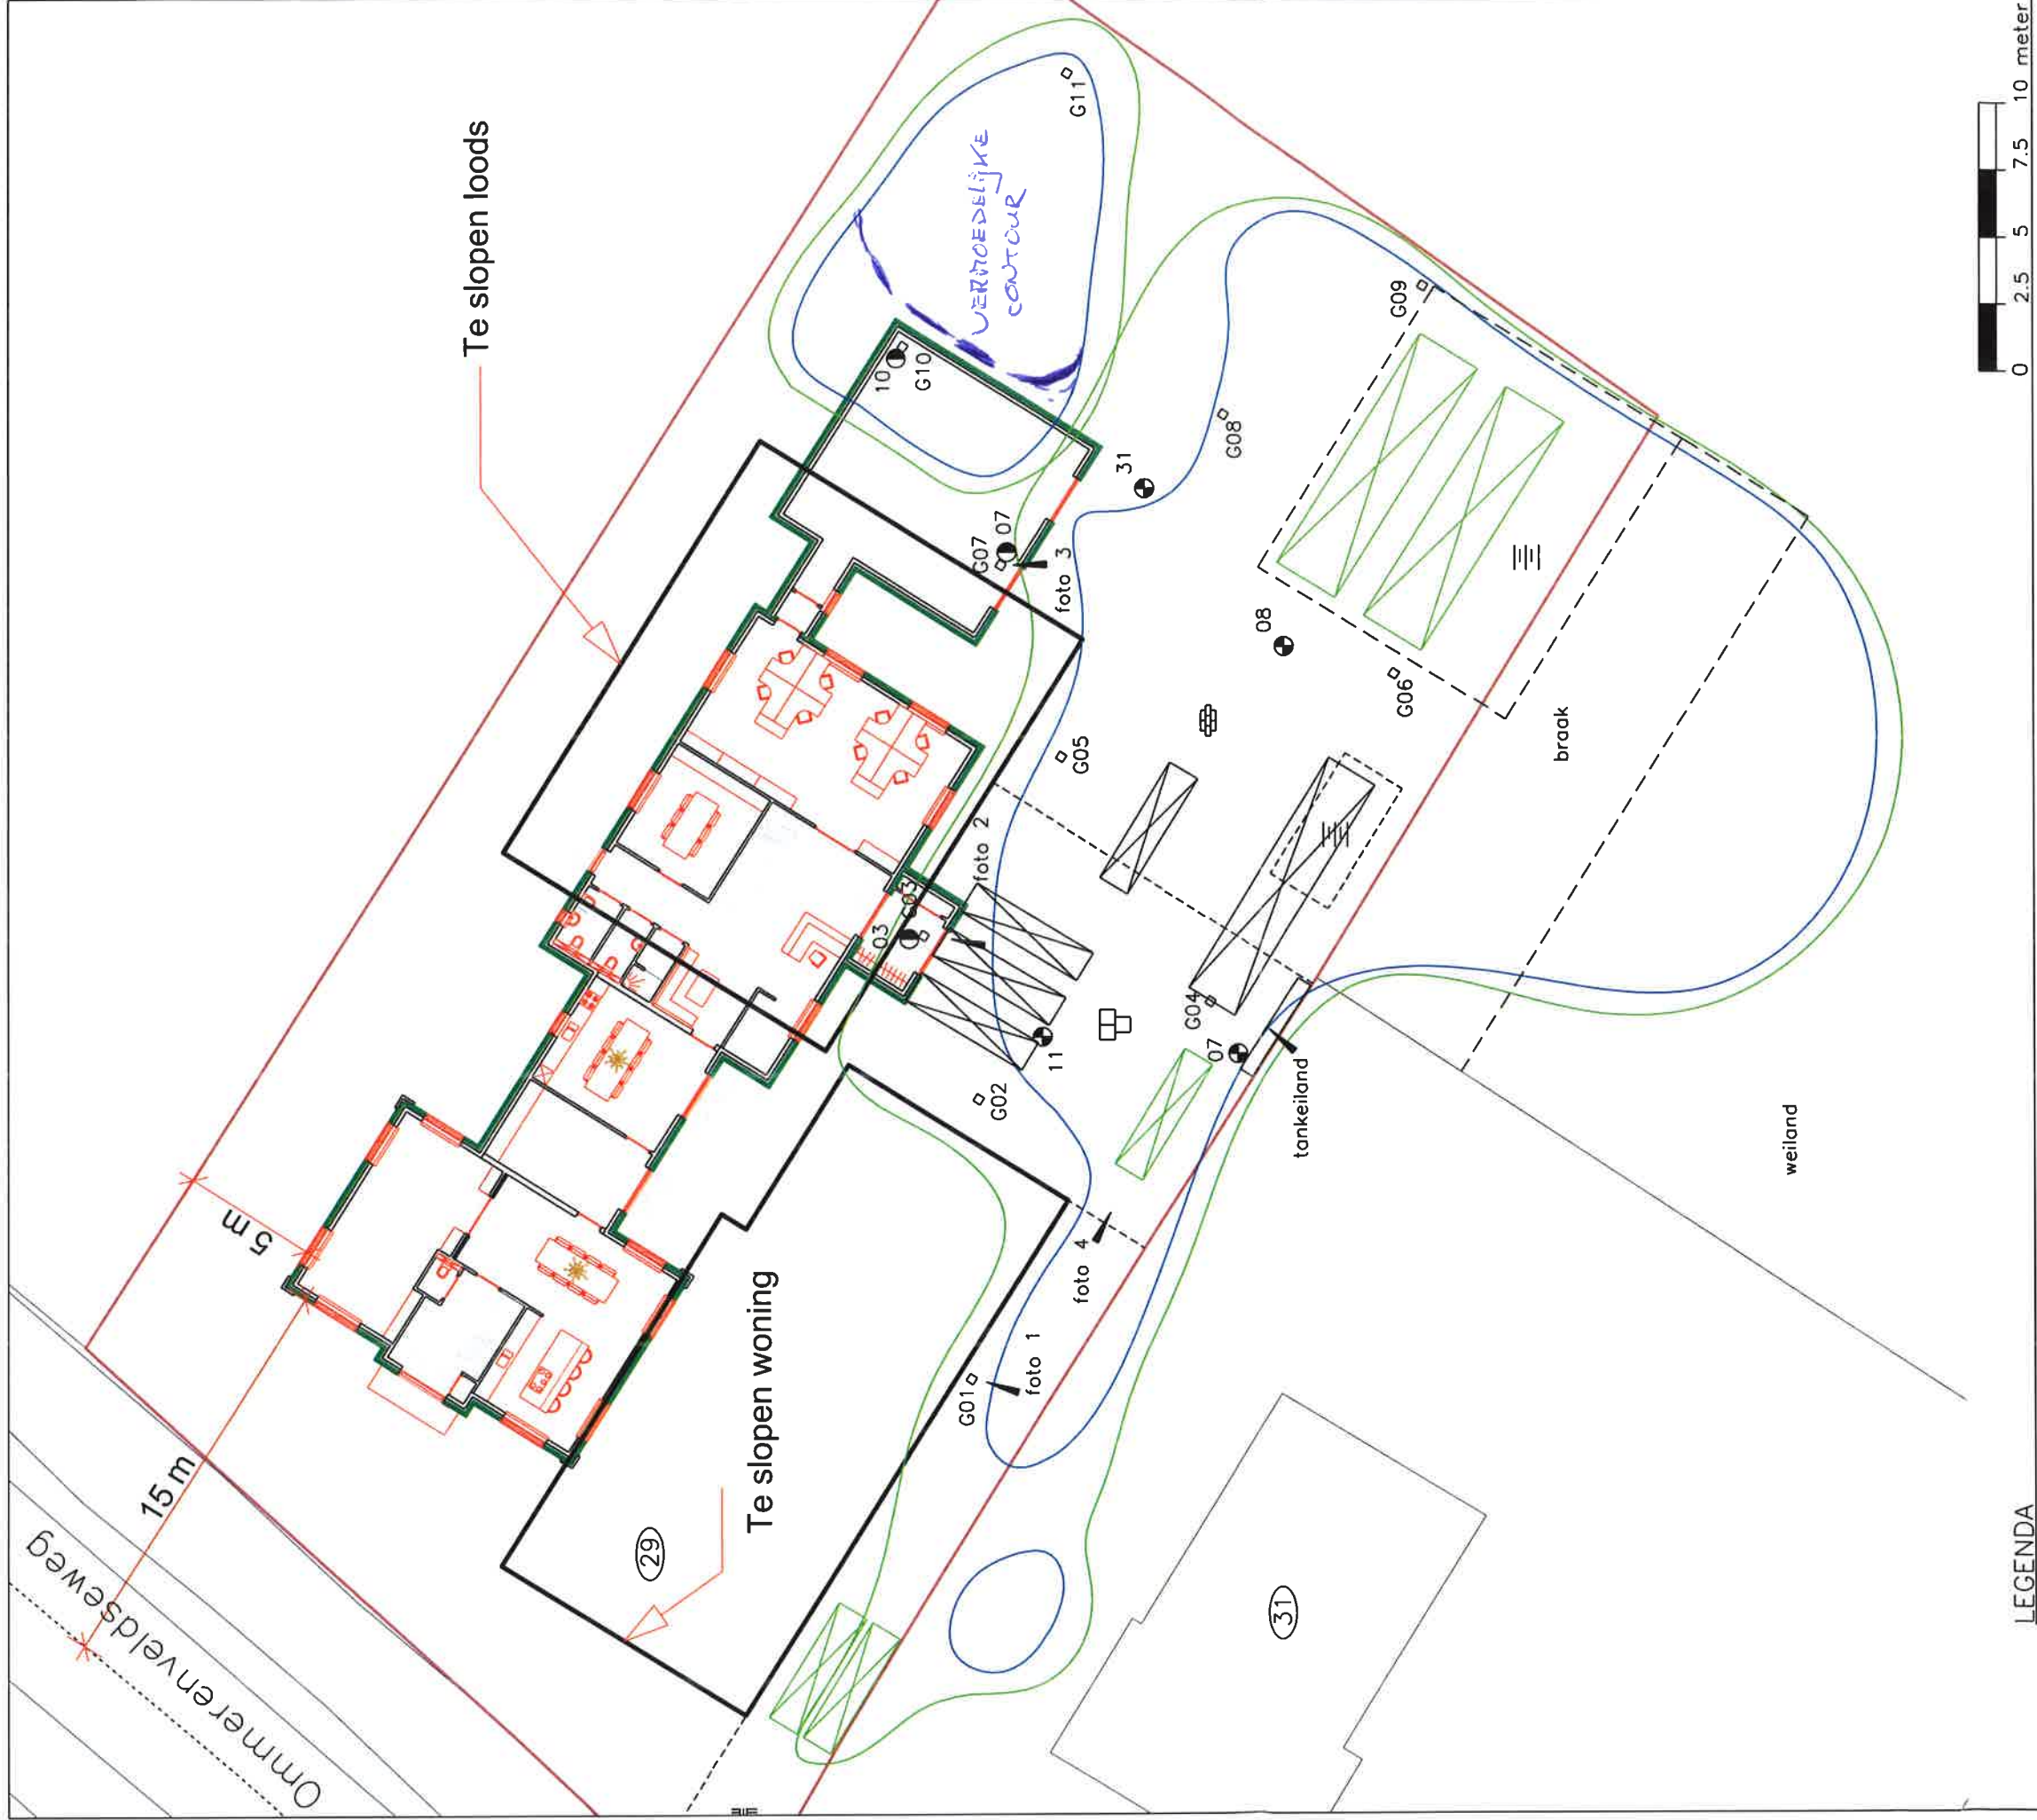 Te slopen loods
G11
VERMOEDELIJKE
CONTOUR
10
G10
G09
G08
31
G07
07
foto 3
08
G06
G05
foto 2
braak
03
03
5 m
G04
07
11
G02
tankeiland
weiland
foto 4
foto 1
G01
Te slopen woning
15 m
29
31
Ommerenveldseweg
0 2.5 5 7.5 10 meter
LEGENDA